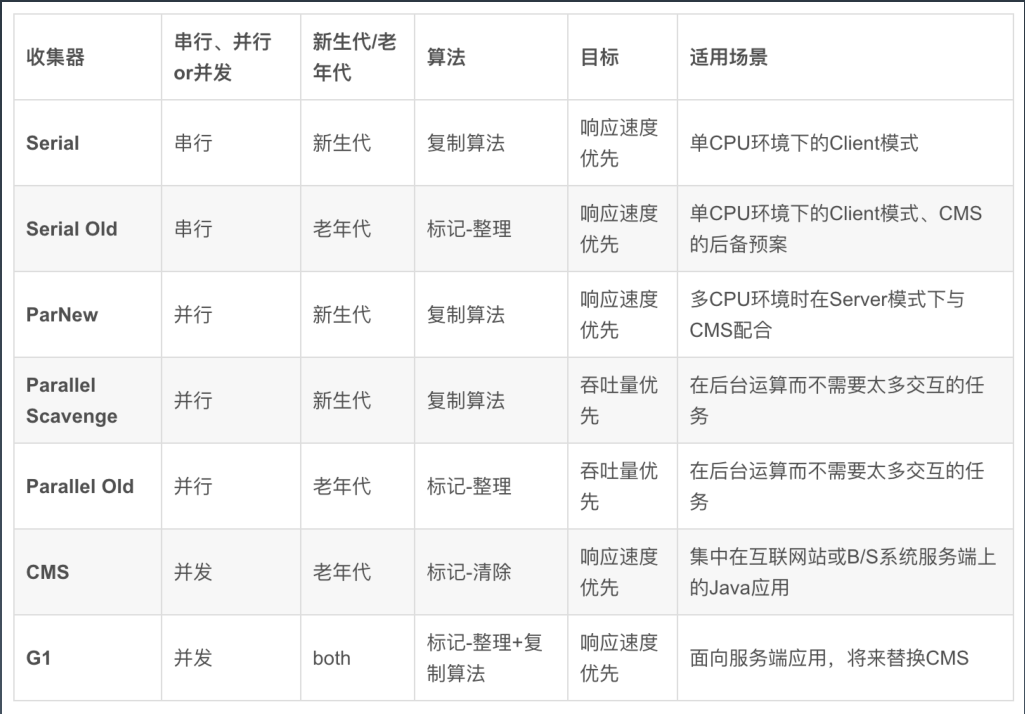 收集器
串行、并行
or并发
新生代/老
年代
算法
目标
适用场景
Serial
串行
新生代
复制算法
响应速度
优先
单CPU环境下的Client模式
Serial Old
串行
老年代
标记-整理
响应速度
优先
单CPU环境下的Client模式、CMS
的后备预案
ParNew
并行
新生代
复制算法
响应速度
优先
多CPU环境时在Server模式下与
CMS配合
Parallel
Scavenge
并行
新生代
复制算法
吞吐量优
先
在后台运算而不需要太多交互的任
务
Parallel Old
并行
老年代
标记-整理
吞吐量优
先
在后台运算而不需要太多交互的任
务
CMS
并发
老年代
标记-清除
响应速度
优先
集中在互联网站或B/S系统服务端上
的Java应用
G1
并发
both
标记-整理+复
制算法
响应速度
优先
面向服务端应用，将来替换CMS